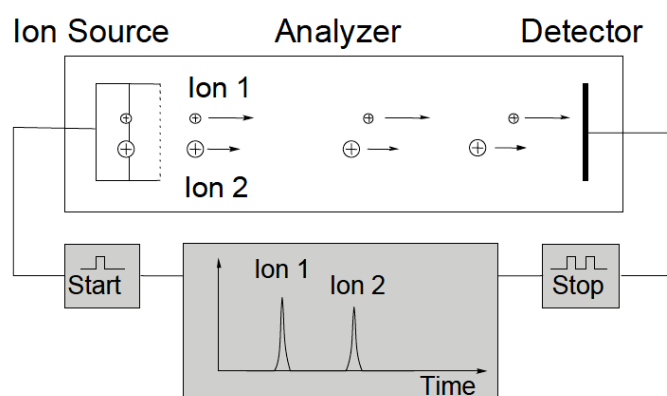 Ion Source
Analyzer
Detector
Ion 1
Ion 2
Start
Ion 1
Ion 2
Time
Stop